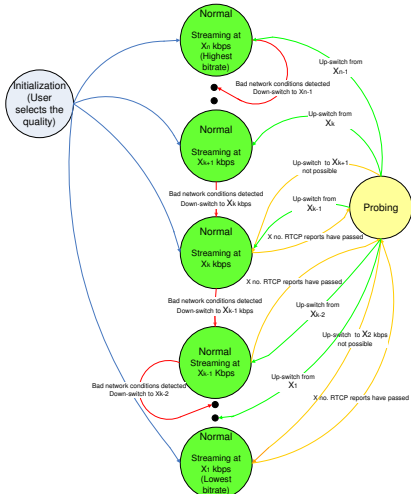 Normal
Streaming at
Xn kbps
(Highest
bitrate)
Up-switch from
Xn-1
Bad network conditions detected
Down-switch to Xn-1
Initialization
(User
selects the
quality)
Up-switch from
Xk
Normal
Streaming at
Xk+1 kbps
Up-switch to Xk+1
not possible
Bad network conditions detected
Down-switch to Xk kbps
Up-switch from
Xk-1
Probing
Normal
Streaming at
Xk kbps
X no. RTCP reports have passed
X no. RTCP reports have passed
Bad network conditions detected
Down-switch to Xk-1 kbps
Up-switch from
Xk-2
Normal
Streaming at
Xk-1 Kbps
Up-switch to X2 kbps
not possible
Bad network conditions detected
Down-switch to Xk-2
Up-switch from
X1
X no. RTCP reports have passed
Normal
Streaming at
X1 kbps
(Lowest
bitrate)